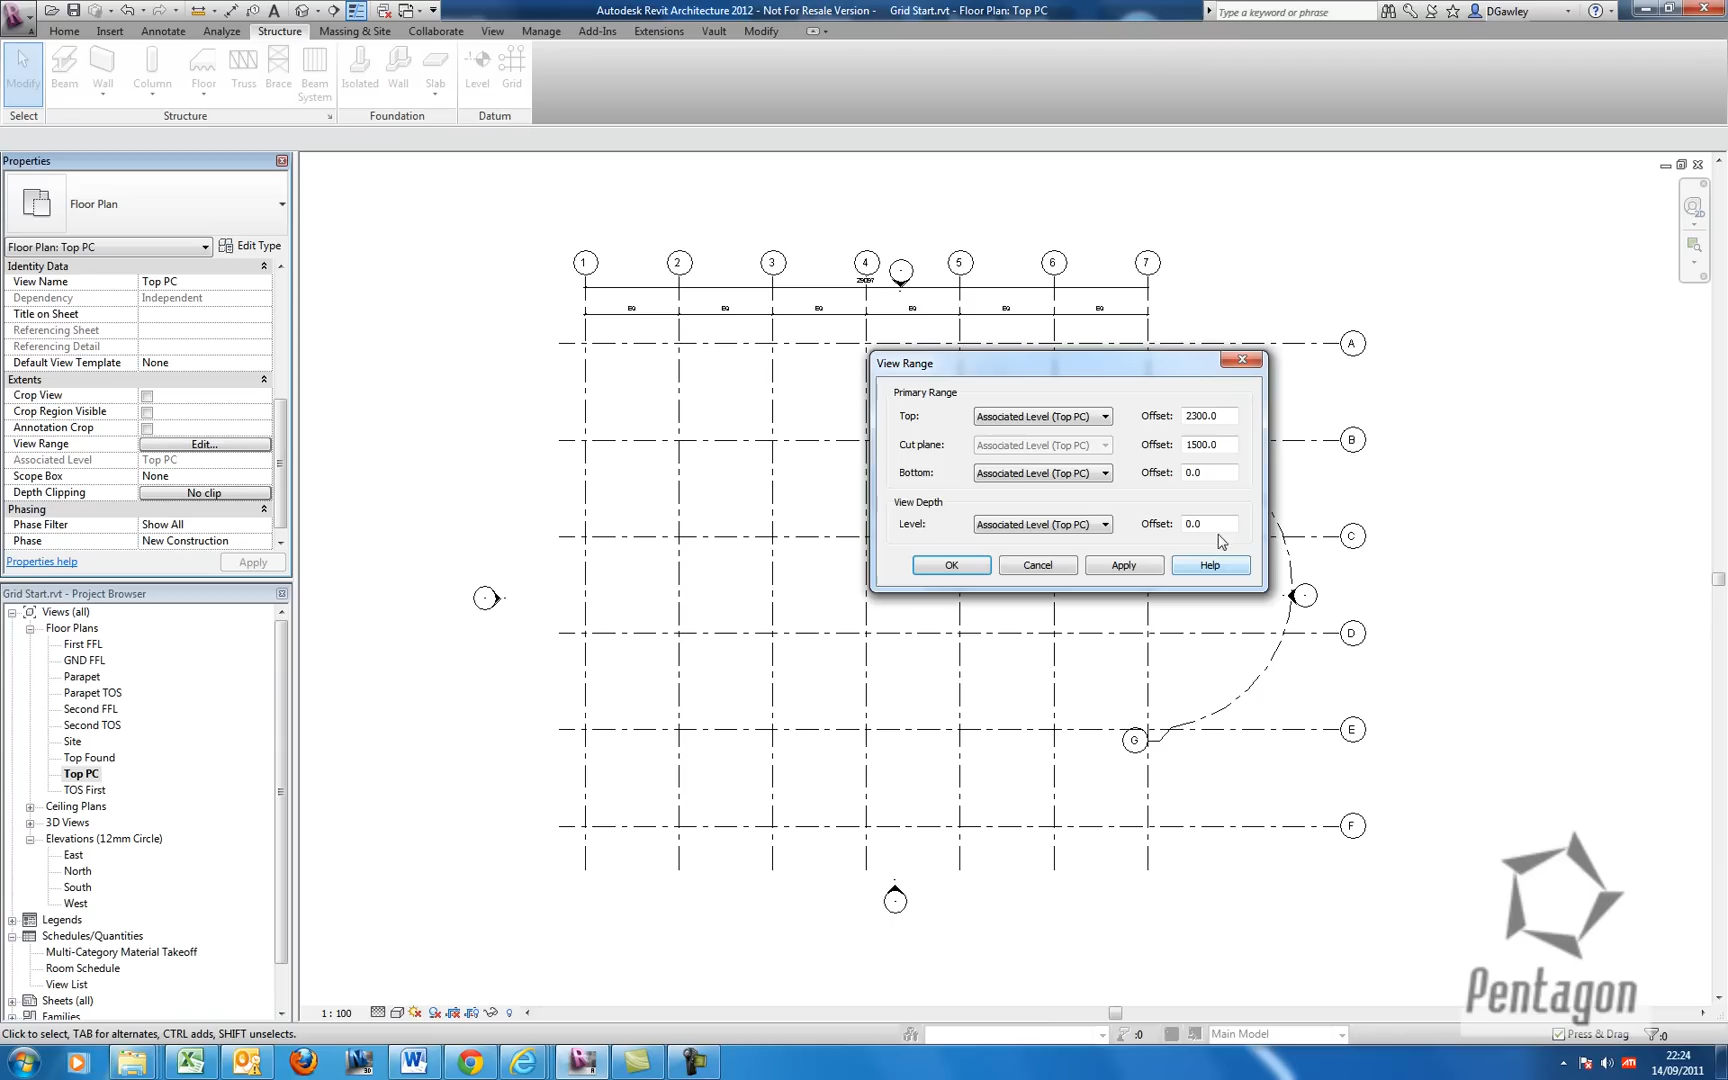 Autodesk Revit Architecture 2012 - Not For Resale Version - Grid Start.rvt - Floor Plan: Top PC
Type a keyword or phrase
DGawley
Home Insert Annotate Analyze Structure Massing & Site Collaborate View Manage Add-Ins Extensions Vault Modify
Modify Beam Wall Column Floor Truss Brace Beam System Isolated Wall Slab Level Grid
Select Structure Foundation Datum
Properties
Floor Plan
Floor Plan: Top PC Edit Type
Identity Data
View Name Top PC
Dependency Independent
Title on Sheet
Referencing Sheet
Referencing Detail
Default View Template None
Extents
Crop View
Crop Region Visible
Annotation Crop
View Range Edit...
Associated Level Top PC
Scope Box None
Depth Clipping No clip
Phasing
Phase Filter Show All
Phase New Construction
Properties help Apply
Grid Start.rvt - Project Browser
Views (all)
Floor Plans
First FFL
GND FFL
Parapet
Parapet TOS
Second FFL
Second TOS
Site
Top Found
Top PC
TOS First
Ceiling Plans
3D Views
Elevations (12mm Circle)
East
North
South
West
Legends
Schedules/Quantities
Multi-Category Material Takeoff
Room Schedule
View List
Sheets (all)
Families
1 2 3 4 5 6 7
EQ EQ EQ EQ EQ EQ
A
B
C
D
E
F
G
View Range
Primary Range
Top: Associated Level (Top PC) Offset: 2300.0
Cut plane: Associated Level (Top PC) Offset: 1500.0
Bottom: Associated Level (Top PC) Offset: 0.0
View Depth
Level: Associated Level (Top PC) Offset: 0.0
OK Cancel Apply Help
2D
Pentagon
1 : 100
Click to select, TAB for alternates, CTRL adds, SHIFT unselects.
:0 Main Model Press & Drag :0
22:24
14/09/2011